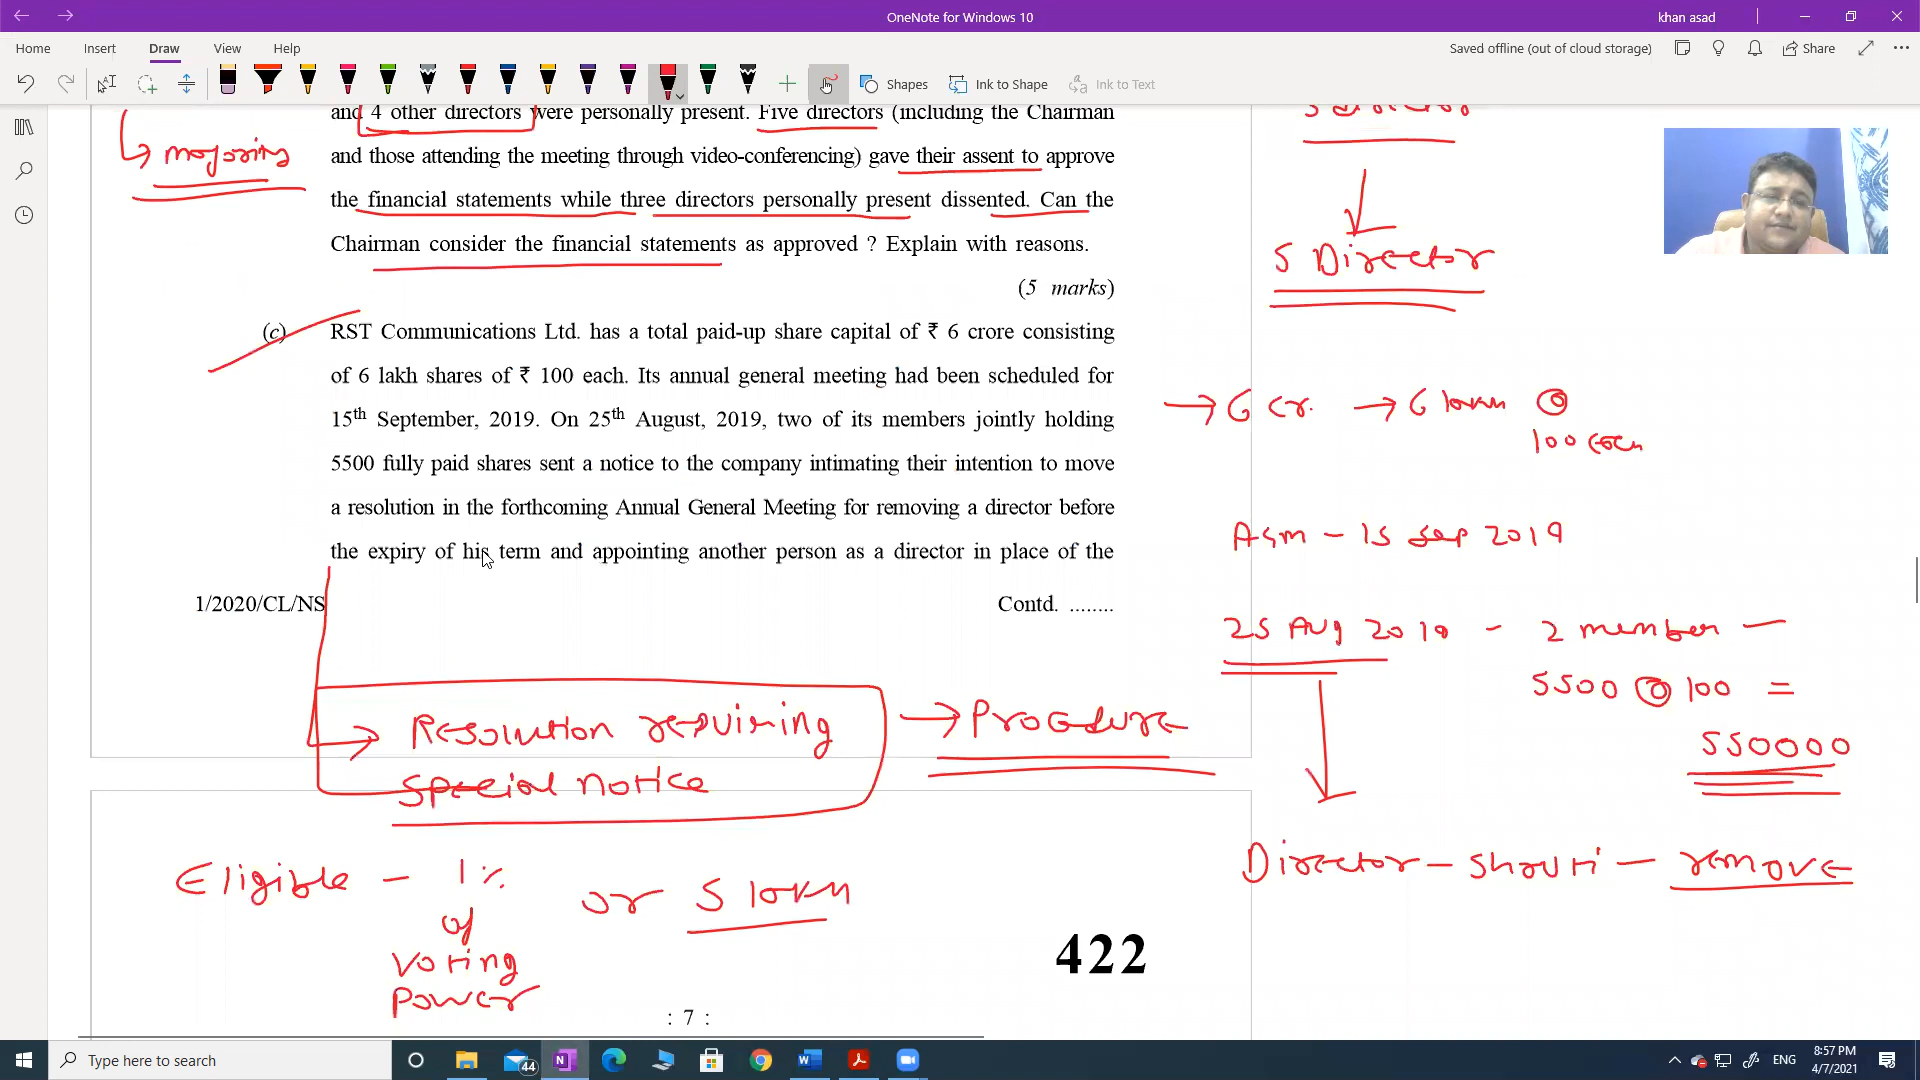 OneNote for Windows 10
khan asad
Home Insert Draw View Help
Saved offline (out of cloud storage)
Share
Shapes
Ink to Shape
Ink to Text
and 4 other directors were personally present. Five directors (including the Chairman
and those attending the meeting through video-conferencing) gave their assent to approve
the financial statements while three directors personally present dissented. Can the
Chairman consider the financial statements as approved ? Explain with reasons.
(5 marks)
5 Director
(c) RST Communications Ltd. has a total paid-up share capital of ₹ 6 crore consisting
of 6 lakh shares of ₹ 100 each. Its annual general meeting had been scheduled for
15th September, 2019. On 25th August, 2019, two of its members jointly holding
5500 fully paid shares sent a notice to the company intimating their intention to move
a resolution in the forthcoming Annual General Meeting for removing a director before
the expiry of his term and appointing another person as a director in place of the
1/2020/CL/NS
Contd. ........
→ 6 Cr. → 6 lakh @
100 each
AGM - 15 Sep 2019
25 Aug 2019 - 2 member —
5500 @ 100 =
550000
Director - Shruti - remove
→ Resolution requiring
special notice
→ Procedure
Eligible - 1% or 5 lakh
of
voting
power
422
: 7 :
Type here to search
44
ENG
8:57 PM
4/7/2021